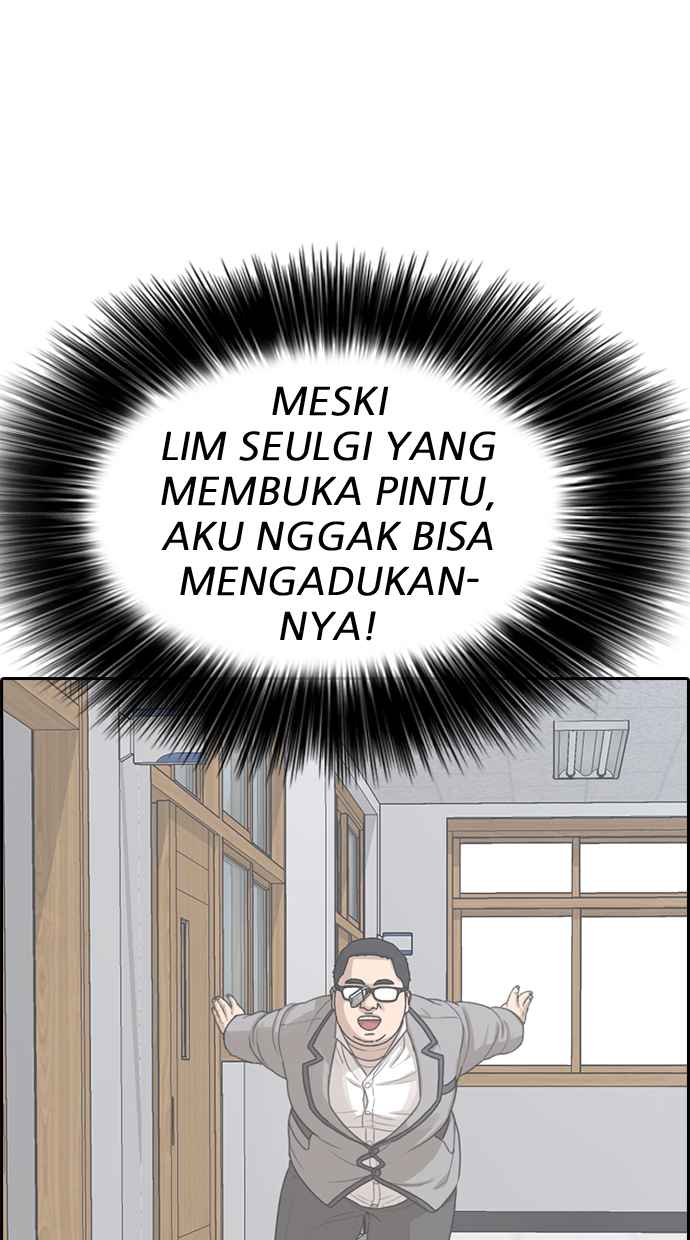 MESKI
LIM SEULGI YANG
MEMBUKA PINTU,
AKU NGGAK BISA
MENGADUKAN-
NYA!